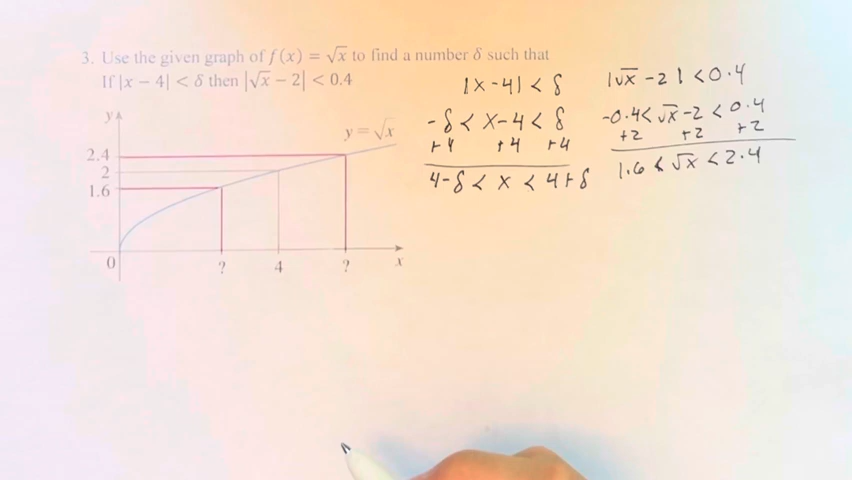 3. Use the given graph of f(x) = √x to find a number δ such that
If |x − 4| < δ then |√x − 2| < 0.4
y
y = √x
2.4
2
1.6
0
?
4
?
x
|x-4| < δ
-δ < x-4 < δ
+4 +4 +4
4-δ < x < 4+δ
|√x -2| < 0.4
-0.4 < √x-2 < 0.4
+2 +2 +2
1.6 < √x < 2.4